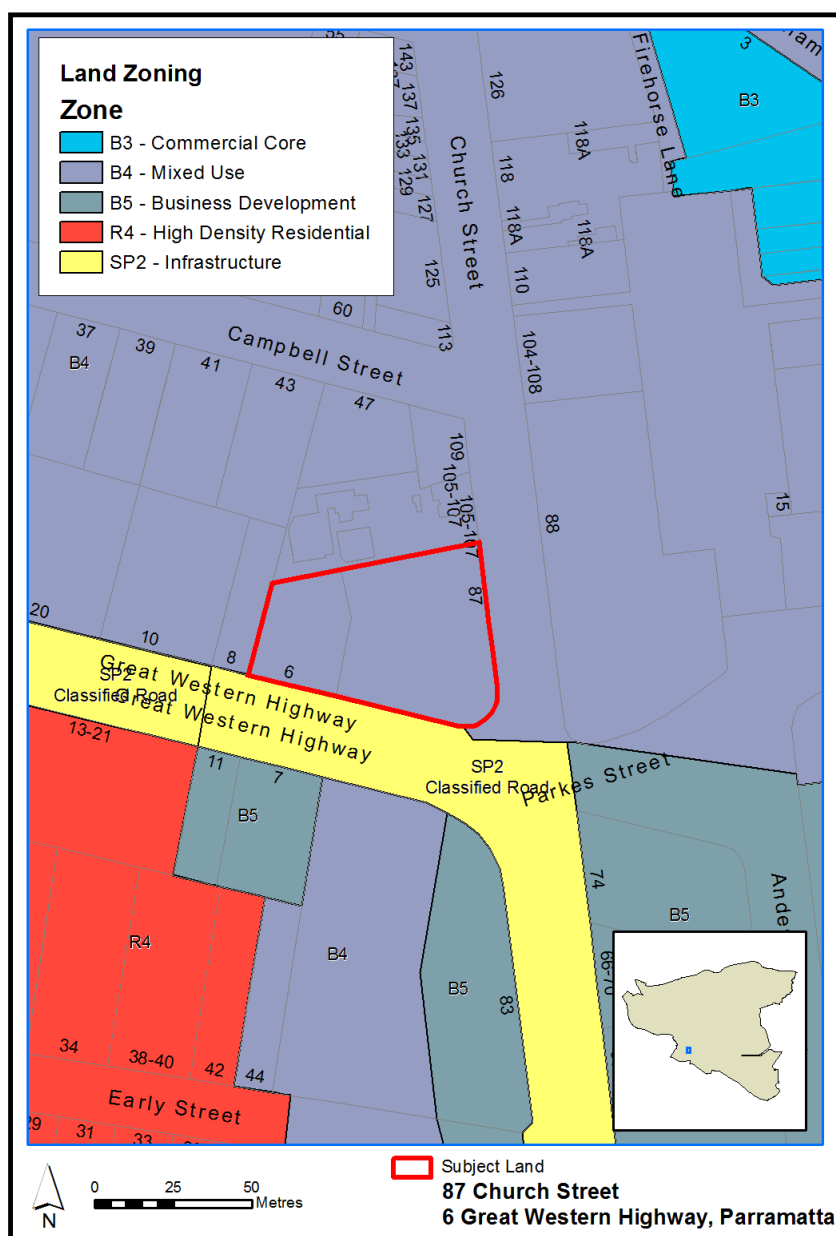 Land Zoning
Zone
B3 - Commercial Core
B4 - Mixed Use
B5 - Business Development
R4 - High Density Residential
SP2 - Infrastructure
143
137
135
133
131
129
127
125
113
Church Street
126
118
118A
118A
118A
110
104-108
Firehorse Lane
3
B3
60
Campbell Street
37
39
41
43
47
B4
109
105-107
105-107
87
88
15
20
10
8
6
Great Western Highway
SP2
Classified Road
Great Western Highway
13-21
11
7
B5
SP2
Classified Road
Parkes Street
74
B5
66-70
R4
B4
B5
83
34
38-40
42
44
Early Street
29
31
33
N
0 25 50
Metres
Subject Land
87 Church Street
6 Great Western Highway, Parramatta